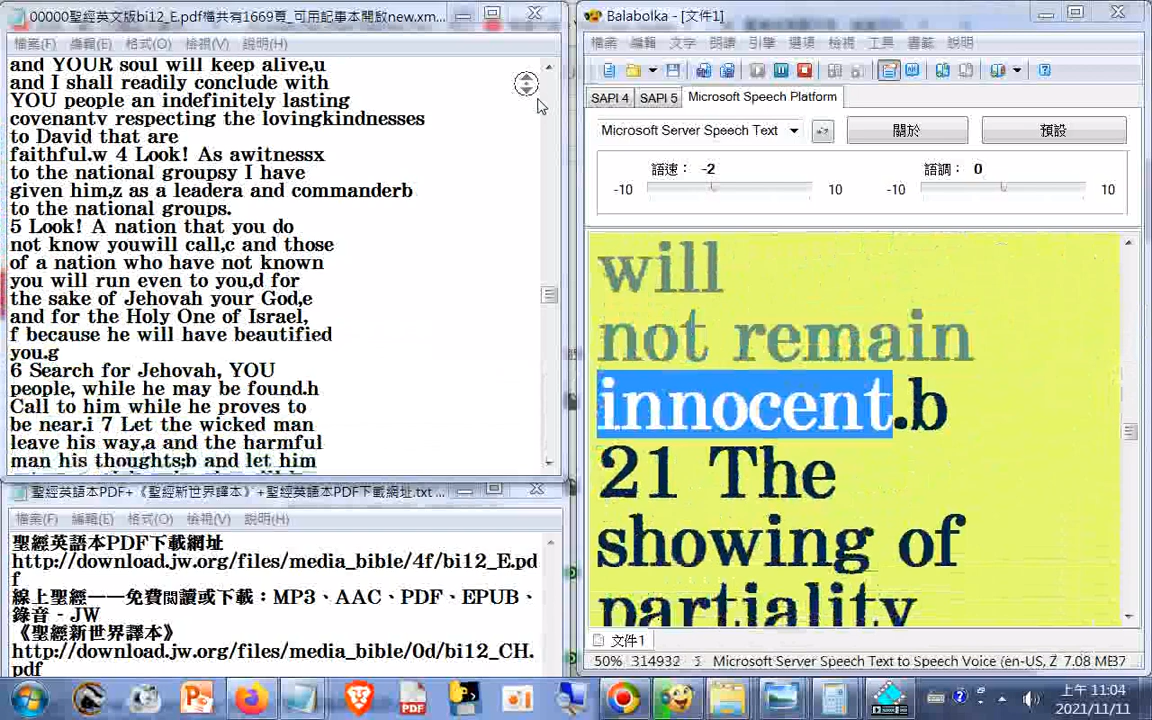 00000聖經英文版bi12_E.pdf檔共有1669頁_可用記事本開啟new.xm...
檔案(F) 編輯(E) 格式(O) 檢視(V) 說明(H)
and YOUR soul will keep alive,u
and I shall readily conclude with
YOU people an indefinitely lasting
covenantv respecting the lovingkindnesses
to David that are
faithful.w 4 Look! As awitnessx
to the national groupsy I have
given him,z as a leadera and commanderb
to the national groups.
5 Look! A nation that you do
not know youwill call,c and those
of a nation who have not known
you will run even to you,d for
the sake of Jehovah your God,e
and for the Holy One of Israel,
f because he will have beautified
you.g
6 Search for Jehovah, YOU
people, while he may be found.h
Call to him while he proves to
be near.i 7 Let the wicked man
leave his way,a and the harmful
man his thoughts;b and let him
聖經英語本PDF+《聖經新世界譯本》+聖經英語本PDF下載網址.txt ...
檔案(F) 編輯(E) 格式(O) 檢視(V) 說明(H)
聖經英語本PDF下載網址
http://download.jw.org/files/media_bible/4f/bi12_E.pd
f
線上聖經——免費閱讀或下載：MP3、AAC、PDF、EPUB、
錄音 - JW
《聖經新世界譯本》
http://download.jw.org/files/media_bible/0d/bi12_CH.
pdf
Balabolka - [文件1]
檔案 編輯 文字 朗讀 引擎 選項 檢視 工具 書籤 說明
SAPI 4 SAPI 5 Microsoft Speech Platform
Microsoft Server Speech Text 關於 預設
語速： -2 語調： 0
-10 10 -10 10
will
not remain
innocent.b
21 The
showing of
partiality
文件1
50% 314932 Microsoft Server Speech Text to Speech Voice (en-US, Z 7.08 MB
上午 11:04
2021/11/11